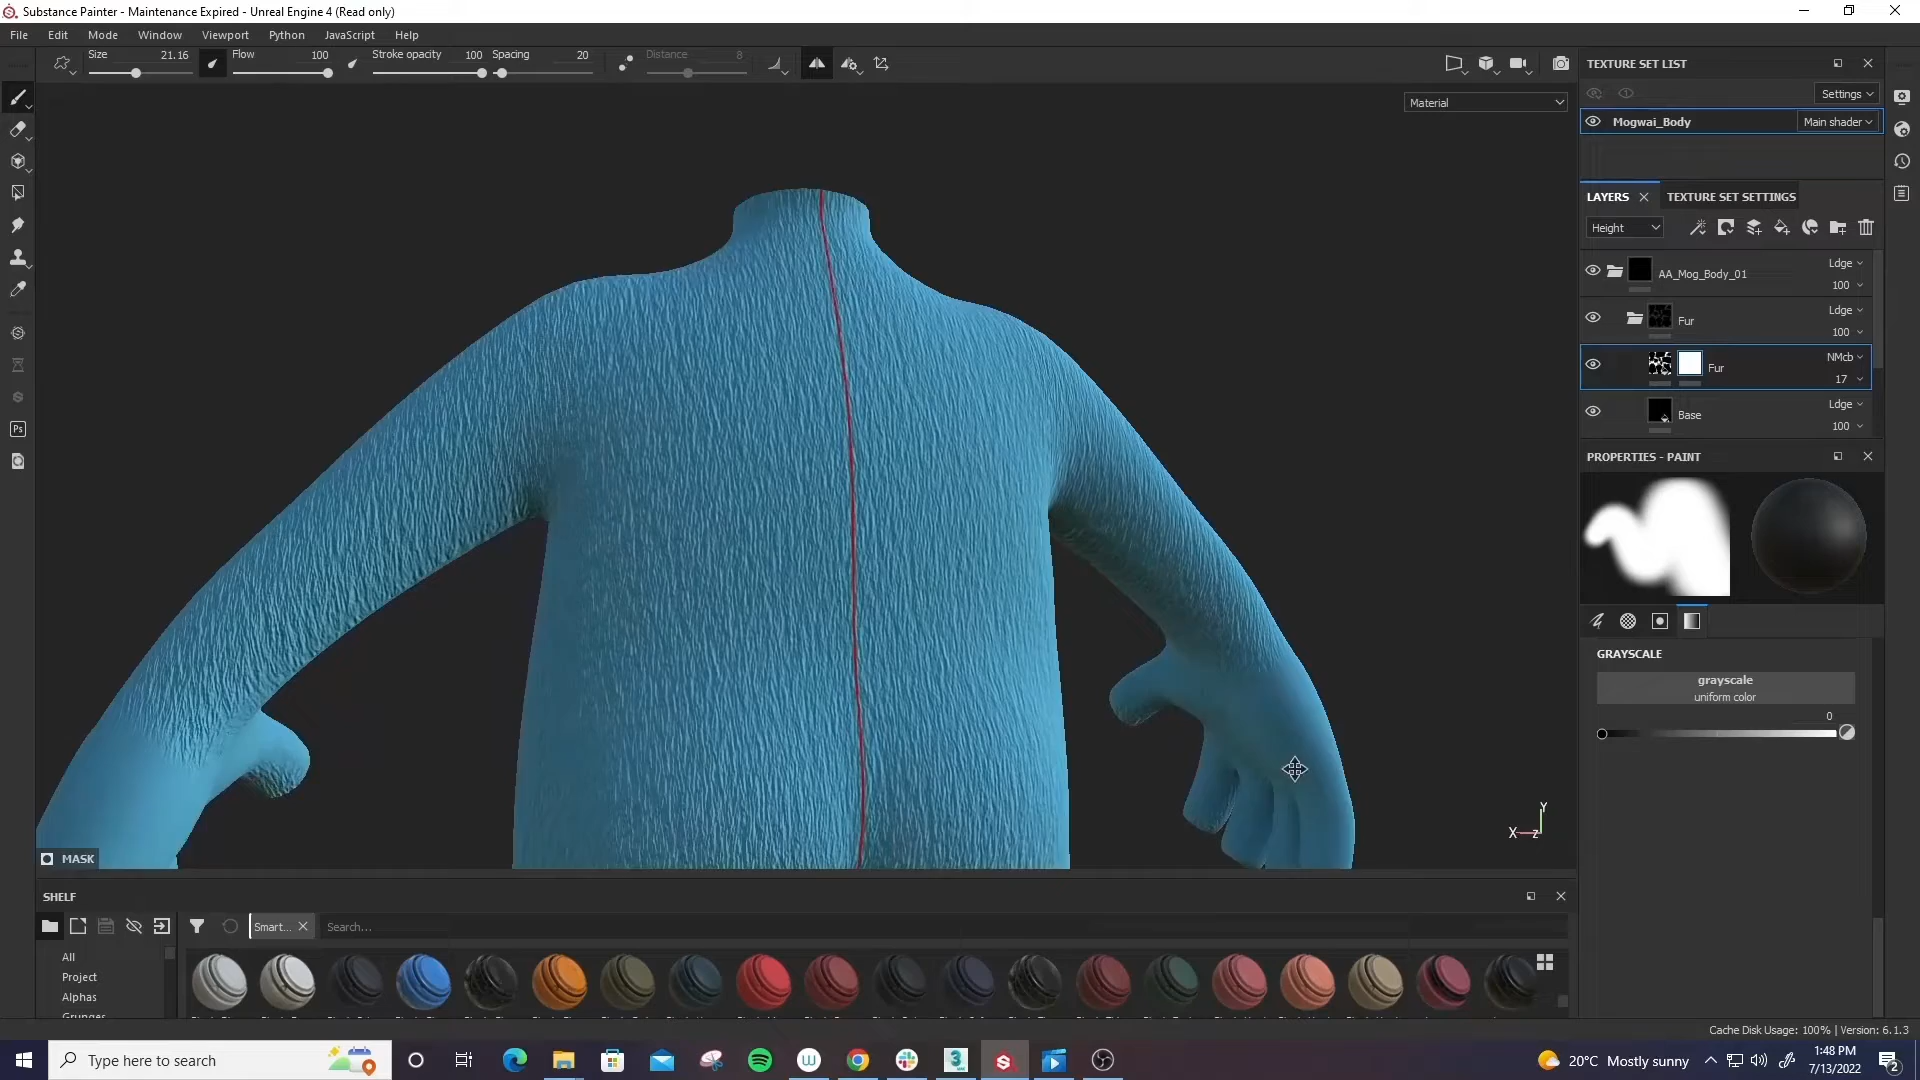 Substance Painter - Maintenance Expired - Unreal Engine 4 (Read only)
File Edit Mode Window Viewport Python JavaScript Help
Size 21.16 Flow 100 Stroke opacity 100 Spacing 20 Distance 8
Material
TEXTURE SET LIST
Settings
Mogwai_Body Main shader
LAYERS TEXTURE SET SETTINGS
Height
AA_Mog_Body_01 Ldge
100
Fur Ldge
100
Fur NMcb
17
Base Ldge
100
PROPERTIES - PAINT
Ps
GRAYSCALE
grayscale
uniform color
0
Y
X Z
MASK
SHELF
Smart... Search...
All
Project
Alphas
Grunges
Cache Disk Usage: 100% | Version: 6.1.3
Type here to search
20°C Mostly sunny
1:48 PM
7/13/2022
2